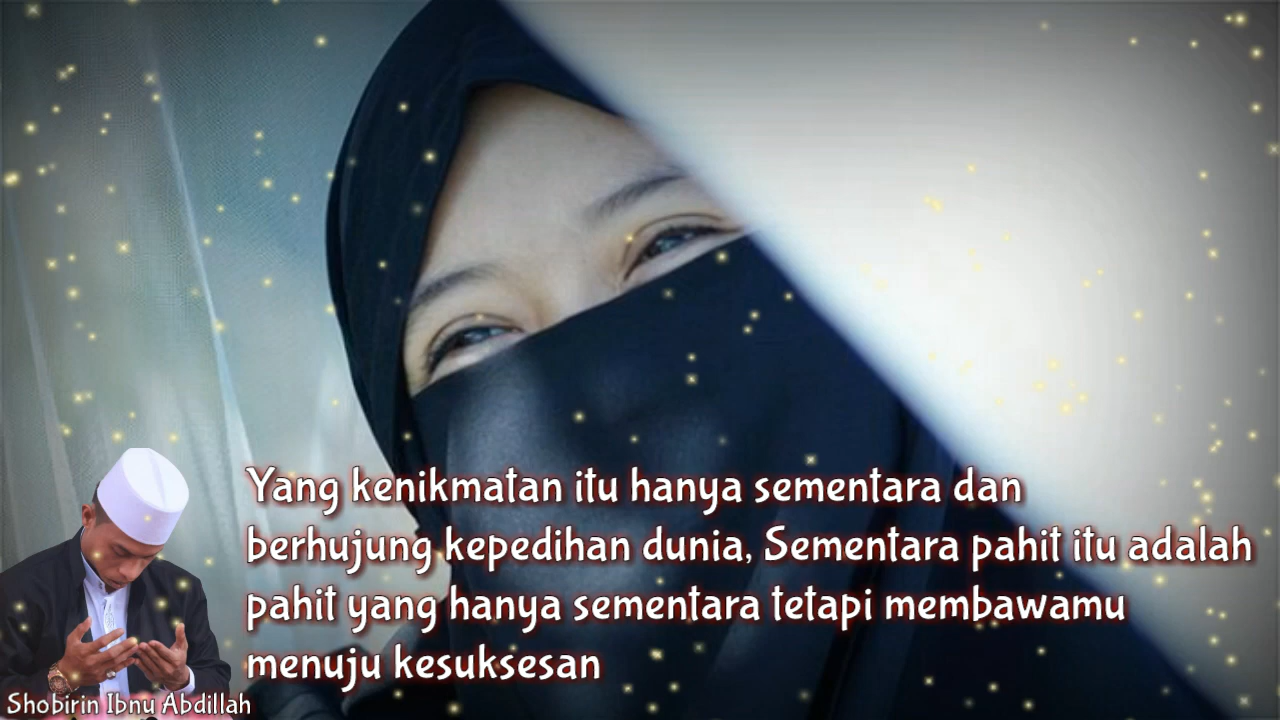 Yang kenikmatan itu hanya sementara dan
berhujung kepedihan dunia, Sementara pahit itu adalah
pahit yang hanya sementara tetapi membawamu
menuju kesuksesan
Shobirin Ibnu Abdillah